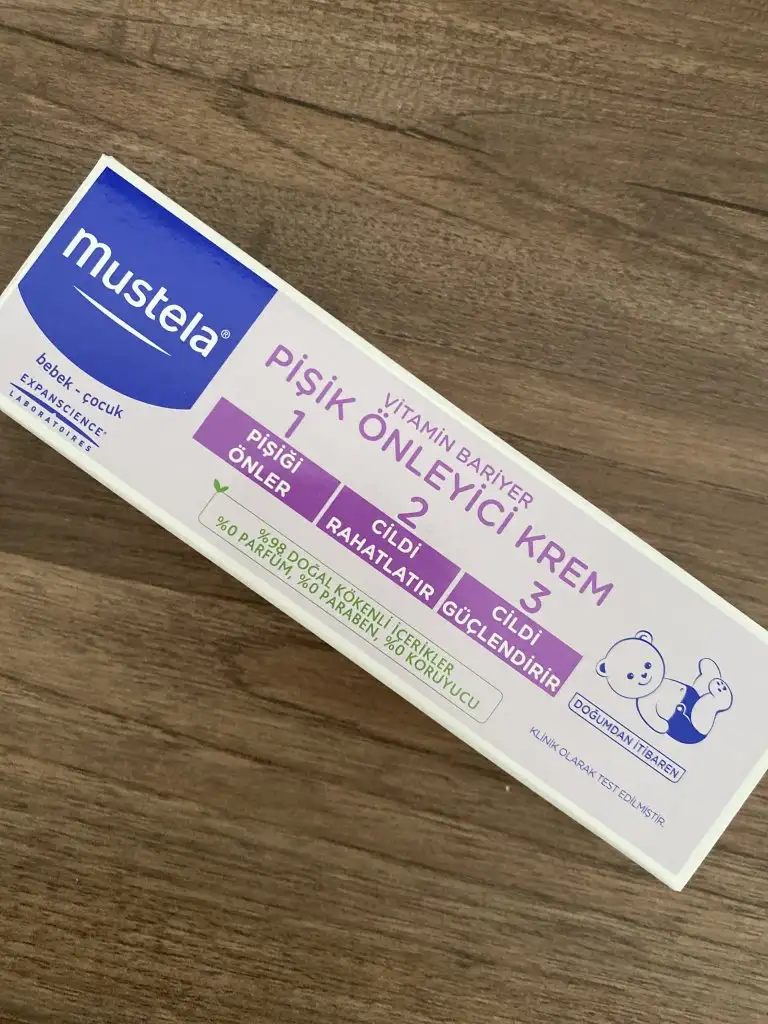 mustela®
bebek - çocuk
EXPANSCIENCE®
LABORATOIRES
VİTAMİN BARİYER
PİŞİK ÖNLEYİCİ KREM
1
PİŞİĞİ
ÖNLER
2
CİLDİ
RAHATLATIR
3
CİLDİ
GÜÇLENDİRİR
%98 DOĞAL KÖKENLİ İÇERİKLER
%0 PARFÜM, %0 PARABEN, %0 KORUYUCU
DOĞUMDAN İTİBAREN
KLİNİK OLARAK TEST EDİLMİŞTİR.